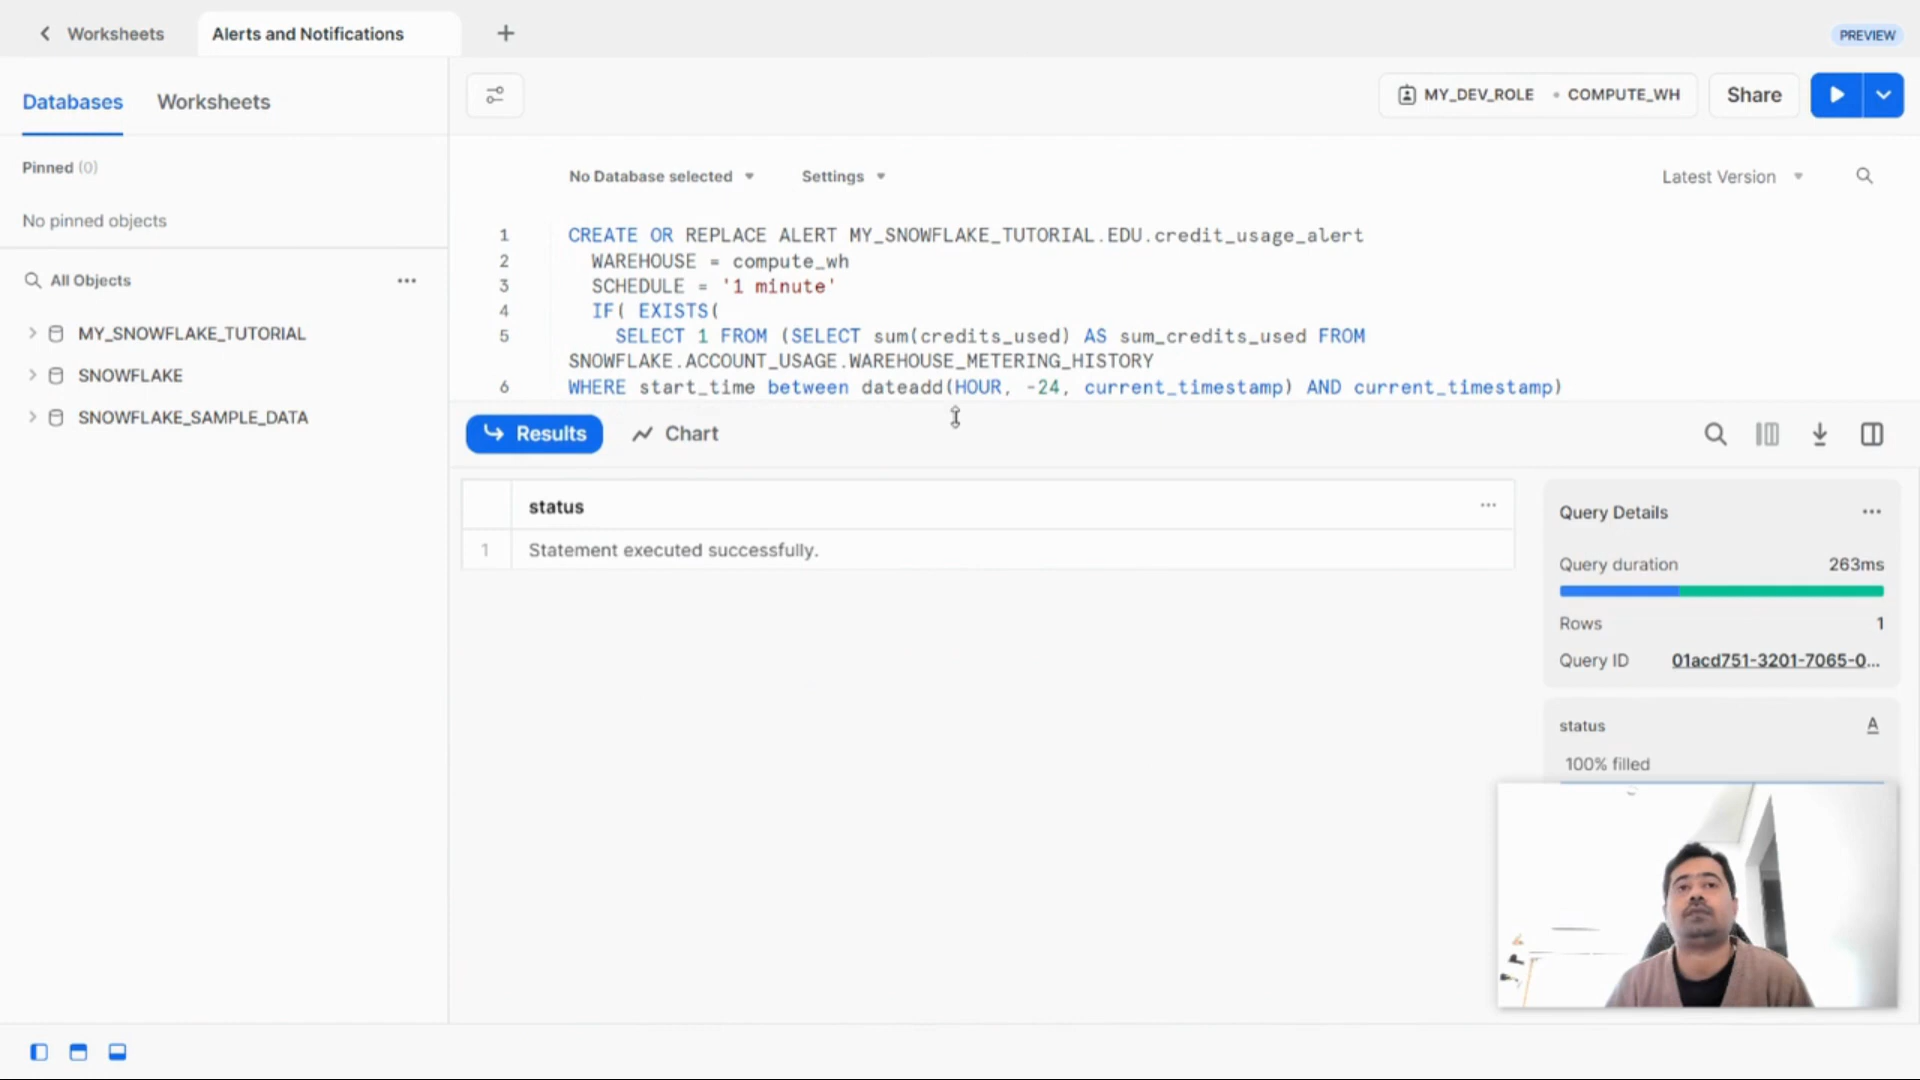 Worksheets
Alerts and Notifications
PREVIEW
Databases
Worksheets
MY_DEV_ROLE
COMPUTE_WH
Share
Pinned (0)
No pinned objects
All Objects
MY_SNOWFLAKE_TUTORIAL
SNOWFLAKE
SNOWFLAKE_SAMPLE_DATA
No Database selected
Settings
Latest Version
1 CREATE OR REPLACE ALERT MY_SNOWFLAKE_TUTORIAL.EDU.credit_usage_alert
2 WAREHOUSE = compute_wh
3 SCHEDULE = '1 minute'
4 IF( EXISTS(
5 SELECT 1 FROM (SELECT sum(credits_used) AS sum_credits_used FROM
SNOWFLAKE.ACCOUNT_USAGE.WAREHOUSE_METERING_HISTORY
6 WHERE start_time between dateadd(HOUR, -24, current_timestamp) AND current_timestamp)
Results
Chart
status
1 Statement executed successfully.
Query Details
Query duration 263ms
Rows 1
Query ID 01acd751-3201-7065-0...
status A
100% filled